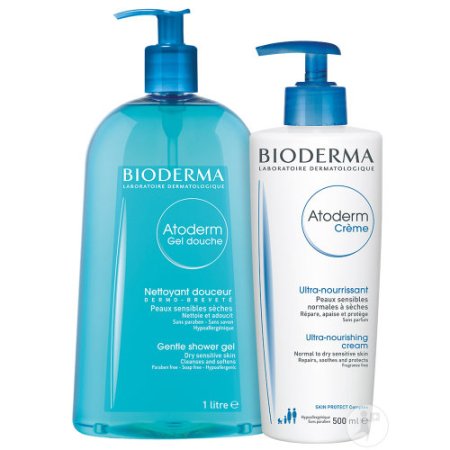 BIODERMA
LABORATOIRE DERMATOLOGIQUE
Atoderm
Gel douche
Nettoyant douceur
DERMO-BREVETÉ
Peaux sensibles sèches
Nettoie et adoucit
Sans paraben - Sans savon
Hypoallergénique
Gentle shower gel
Dry sensitive skin
Cleanses and softens
Paraben free - Soap free - Hypoallergenic
1 litre e
BIODERMA
LABORATOIRE DERMATOLOGIQUE
Atoderm
Crème
Ultra-nourrissant
Peaux sensibles
normales à sèches
Répare, apaise et protège
Sans parfum
Ultra-nourishing
cream
Normal to dry sensitive skin
Repairs, soothes and protects
Fragrance free
SKIN PROTECT
Hypoallergénique
Sans paraben
500 ml e